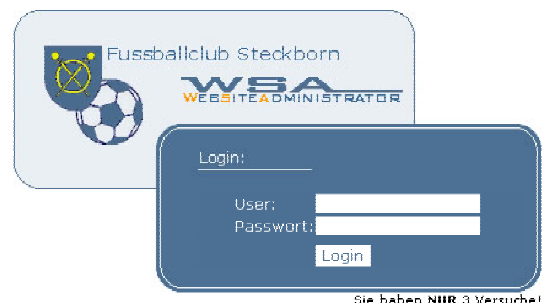 Fussballclub Steckborn
WSA
WEBSITEADMINISTRATOR
Login:
User:
Passwort:
Login
Sie haben NUR 3 Versuche!